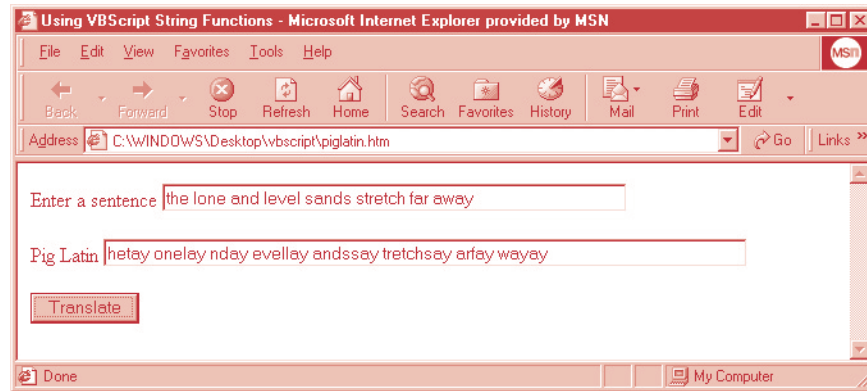 Using VBScript String Functions - Microsoft Internet Explorer provided by MSN
File Edit View Favorites Tools Help
msn
Back Forward Stop Refresh Home Search Favorites History Mail Print Edit
Address C:\WINDOWS\Desktop\vbscript\piglatin.htm Go Links »
Enter a sentence the lone and level sands stretch far away
Pig Latin hetay onelay nday evellay andssay tretchsay arfay wayay
Translate
Done My Computer